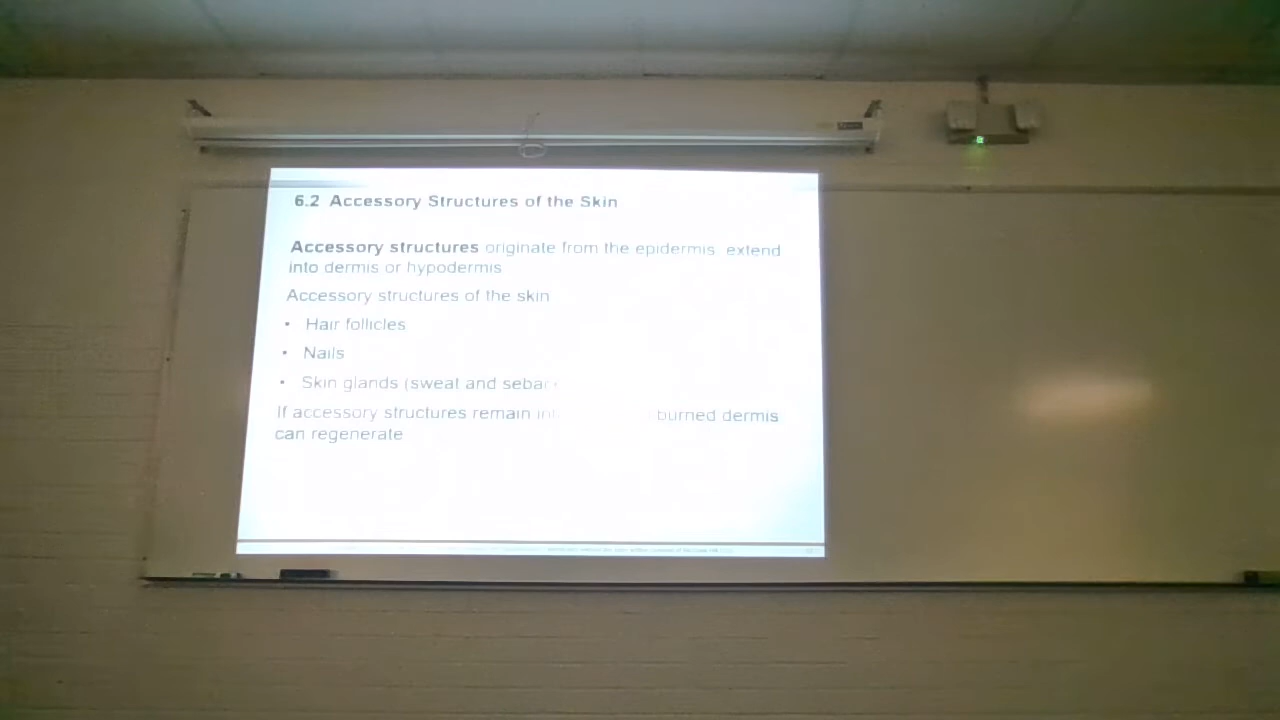 6.2 Accessory Structures of the Skin
Accessory structures originate from the epidermis extend
into dermis or hypodermis
Accessory structures of the skin
• Hair follicles
• Nails
• Skin glands (sweat and
If accessory structures remain burned dermis
can regenerate